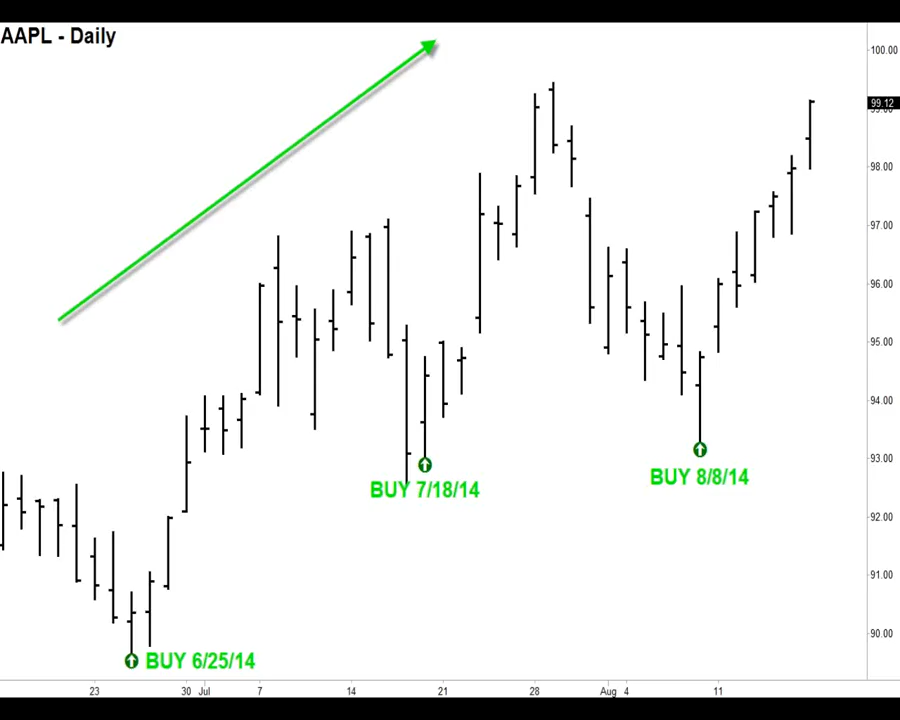 AAPL - Daily
100.00
99.12
98.00
97.00
96.00
95.00
94.00
93.00
92.00
91.00
90.00
BUY 7/18/14
BUY 8/8/14
BUY 6/25/14
23 30 Jul 7 14 21 28 Aug 4 11